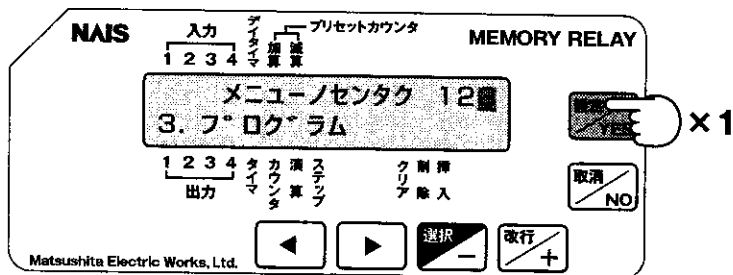 NAIS
入力
1 2 3 4
デイタイマ
加算
減算
プリセットカウンタ
MEMORY RELAY
メニューノセンタク 12
3. プログラム
YES
×1
1 2 3 4
出力
タイマ
カウンタ
演算
ステップ
クリア
削除
挿入
取消
NO
選択
−
改行
+
Matsushita Electric Works, Ltd.